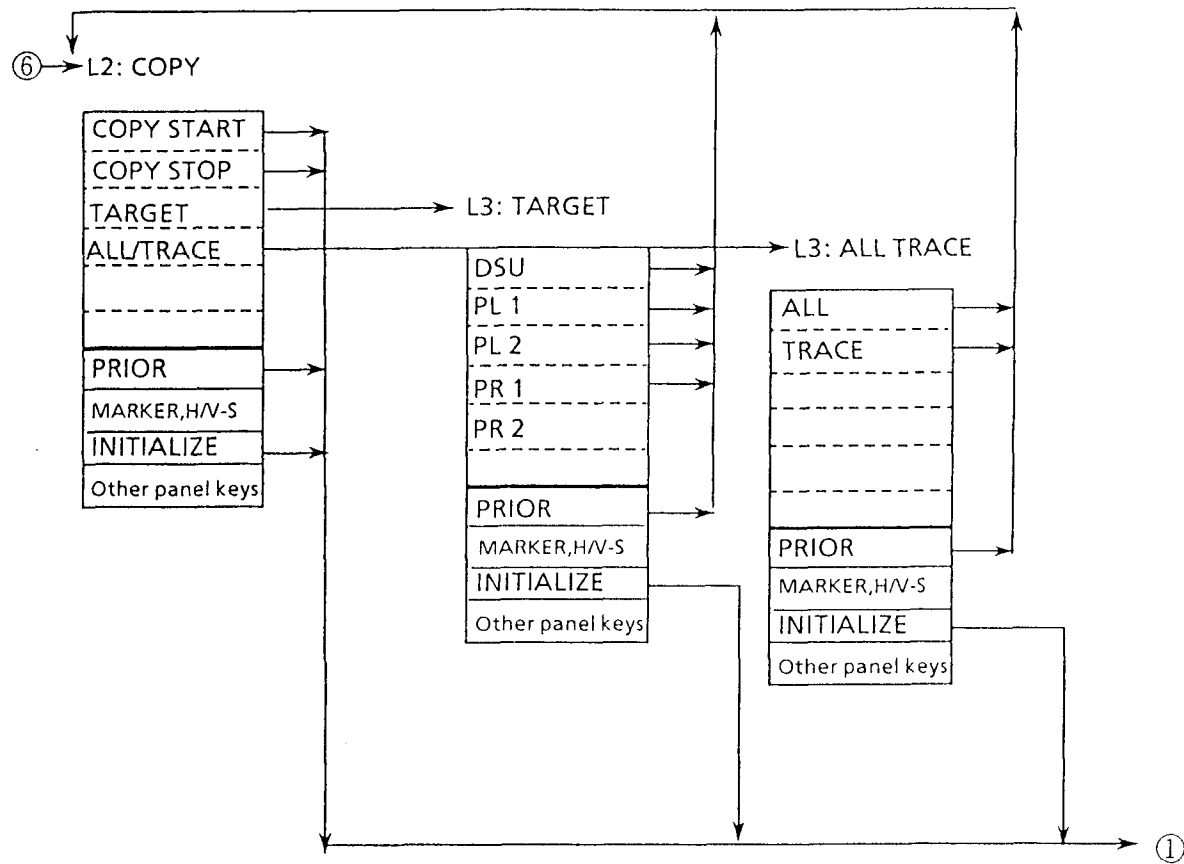 ⑥ L2: COPY
COPY START
COPY STOP
TARGET
ALL/TRACE
PRIOR
MARKER,H/V-S
INITIALIZE
Other panel keys
L3: TARGET
DSU
PL 1
PL 2
PR 1
PR 2
PRIOR
MARKER,H/V-S
INITIALIZE
Other panel keys
L3: ALL TRACE
ALL
TRACE
PRIOR
MARKER,H/V-S
INITIALIZE
Other panel keys
①